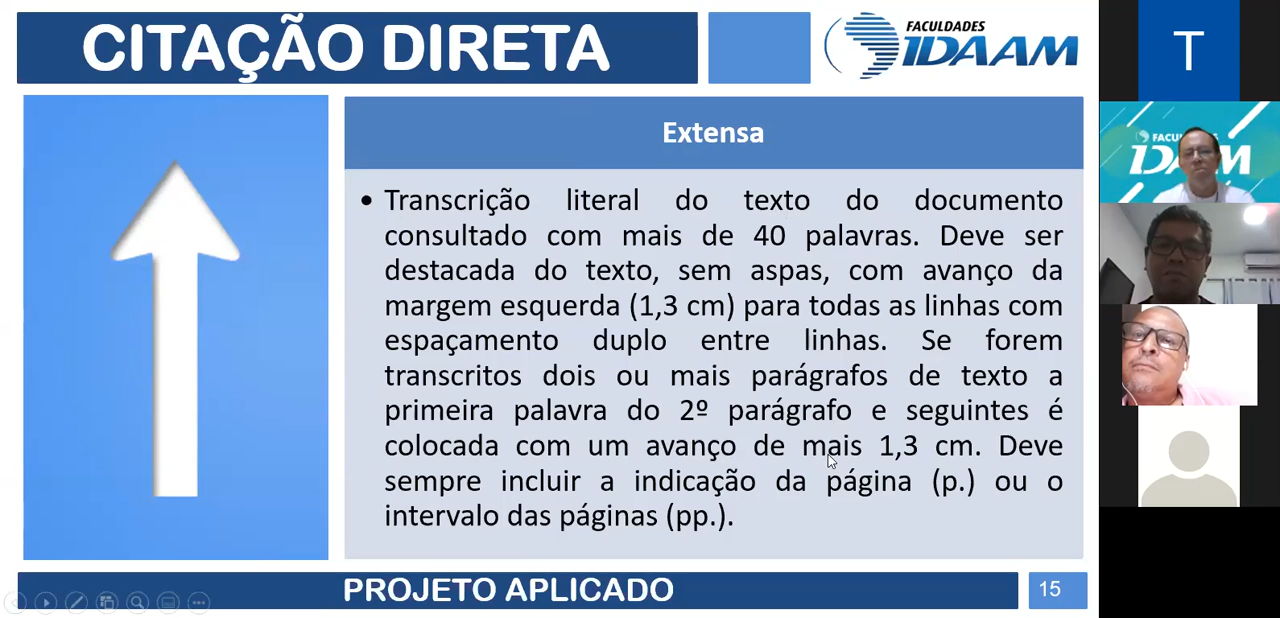 CITAÇÃO DIRETA
FACULDADES
IDAAM
Extensa
• Transcrição literal do texto do documento
consultado com mais de 40 palavras. Deve ser
destacada do texto, sem aspas, com avanço da
margem esquerda (1,3 cm) para todas as linhas com
espaçamento duplo entre linhas. Se forem
transcritos dois ou mais parágrafos de texto a
primeira palavra do 2º parágrafo e seguintes é
colocada com um avanço de mais 1,3 cm. Deve
sempre incluir a indicação da página (p.) ou o
intervalo das páginas (pp.).
PROJETO APLICADO
15
T